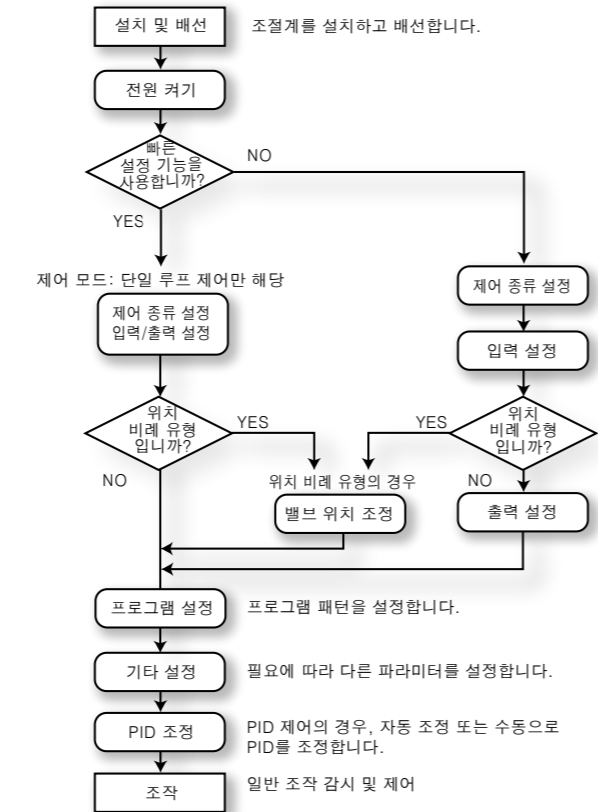 설치 및 배선
조절계를 설치하고 배선합니다.
전원 켜기
빠른
설정 기능을
사용합니까?
NO
YES
제어 모드: 단일 루프 제어만 해당
제어 종류 설정
입력/출력 설정
제어 종류 설정
입력 설정
위치
비례 유형
입니까?
YES
NO
YES
위치
비례 유형
입니까?
NO
위치 비례 유형의 경우
밸브 위치 조정
출력 설정
프로그램 설정
프로그램 패턴을 설정합니다.
기타 설정
필요에 따라 다른 파라미터를 설정합니다.
PID 조정
PID 제어의 경우, 자동 조정 또는 수동으로
PID를 조정합니다.
조작
일반 조작 감시 및 제어